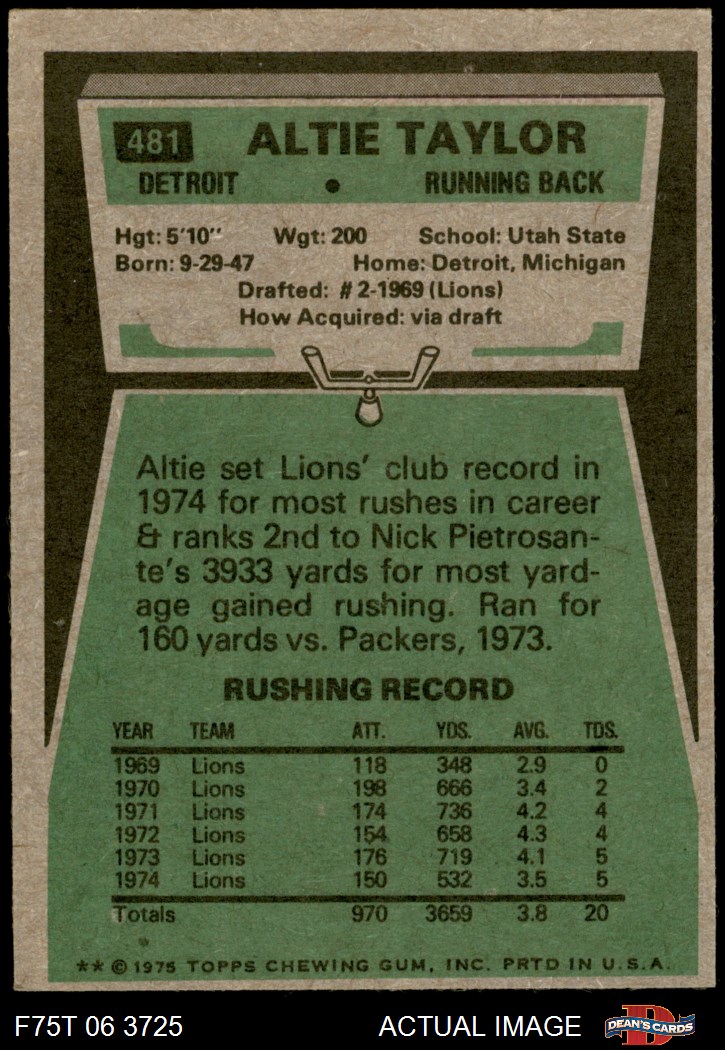 481 ALTIE TAYLOR
DETROIT • RUNNING BACK
Hgt: 5'10" Wgt: 200 School: Utah State
Born: 9-29-47 Home: Detroit, Michigan
Drafted: #2-1969 (Lions)
How Acquired: via draft
Altie set Lions' club record in
1974 for most rushes in career
& ranks 2nd to Nick Pietrosan-
te's 3933 yards for most yard-
age gained rushing. Ran for
160 yards vs. Packers, 1973.
RUSHING RECORD
YEAR TEAM ATT. YDS. AVG. TDS.
1969 Lions 118 348 2.9 0
1970 Lions 198 666 3.4 2
1971 Lions 174 736 4.2 4
1972 Lions 154 658 4.3 4
1973 Lions 176 719 4.1 5
1974 Lions 150 532 3.5 5
Totals 970 3659 3.8 20
** © 1975 TOPPS CHEWING GUM, INC. PRTD IN U.S.A.
F75T 06 3725 ACTUAL IMAGE D DEAN'S CARDS